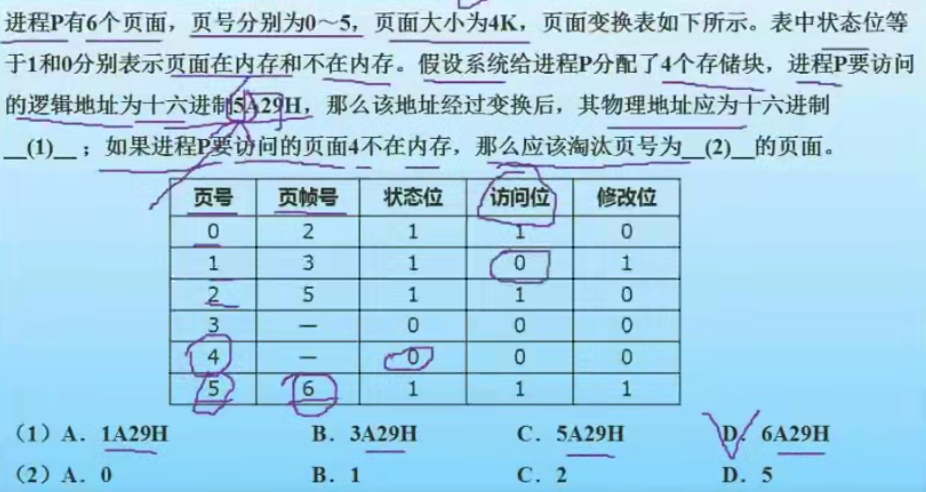 进程P有6个页面，页号分别为0～5，页面大小为4K，页面变换表如下所示。表中状态位等
于1和0分别表示页面在内存和不在内存。假设系统给进程P分配了4个存储块，进程P要访问
的逻辑地址为十六进制5A29H，那么该地址经过变换后，其物理地址应为十六进制
__(1)__；如果进程P要访问的页面4不在内存，那么应该淘汰页号为__(2)__的页面。
页号 页帧号 状态位 访问位 修改位
0 2 1 1 0
1 3 1 0 1
2 5 1 1 0
3 — 0 0 0
4 — 0 0 0
5 6 1 1 1
（1）A．1A29H B．3A29H C．5A29H D．6A29H
（2）A．0 B．1 C．2 D．5